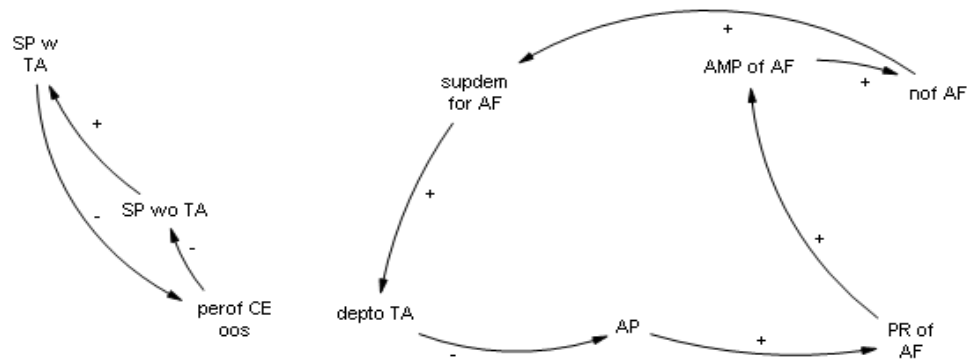 SP w
TA
+
-
SP wo TA
-
perof CE
oos
+
supdem
for AF
AMP of AF
+
nof AF
+
+
depto TA
-
AP
+
PR of
AF